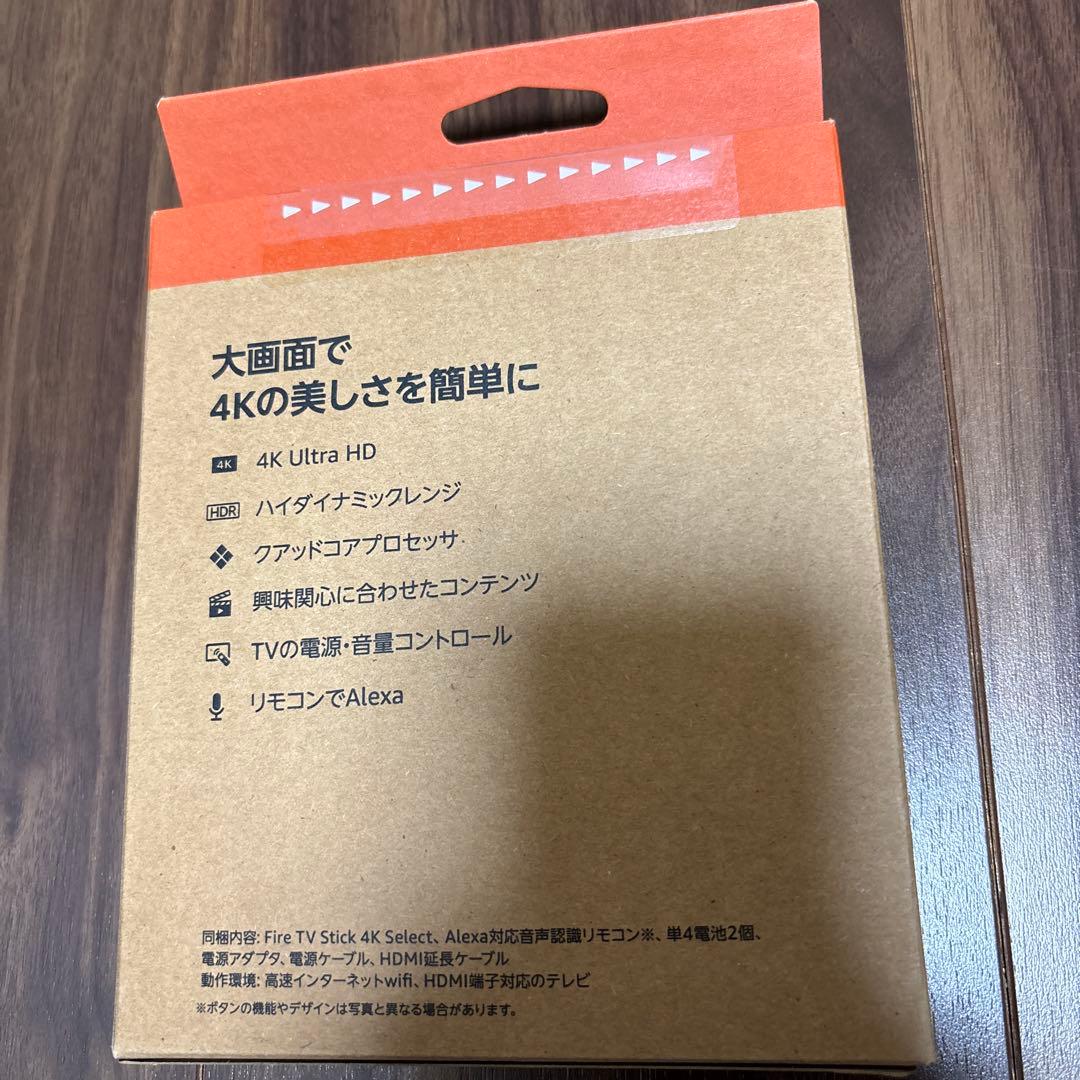 大画面で
4Kの美しさを簡単に
4K 4K Ultra HD
HDR ハイダイナミックレンジ
クアッドコアプロセッサ
興味関心に合わせたコンテンツ
TVの電源・音量コントロール
リモコンでAlexa
同梱内容: Fire TV Stick 4K Select、Alexa対応音声認識リモコン※、単4電池2個、
電源アダプタ、電源ケーブル、HDMI延長ケーブル
動作環境: 高速インターネットwifi、HDMI端子対応のテレビ
※ボタンの機能やデザインは写真と異なる場合があります。